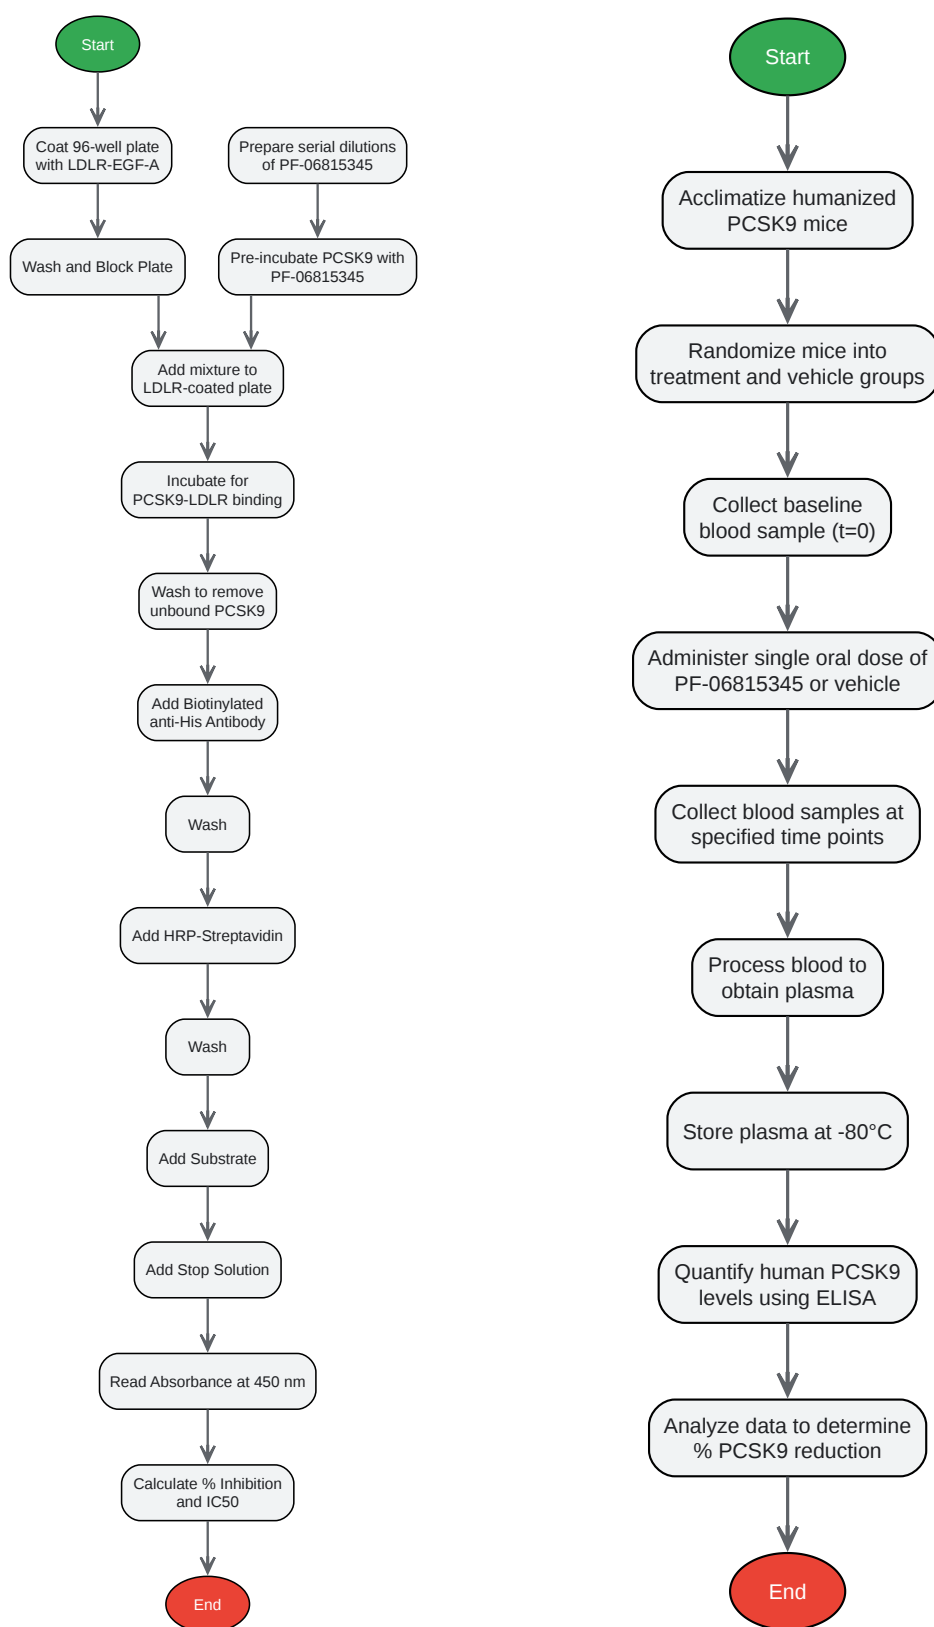 Start
Coat 96-well plate
with LDLR-EGF-A
Prepare serial dilutions
of PF-06815345
Wash and Block Plate
Pre-incubate PCSK9 with
PF-06815345
Add mixture to
LDLR-coated plate
Incubate for
PCSK9-LDLR binding
Wash to remove
unbound PCSK9
Add Biotinylated
anti-His Antibody
Wash
Add HRP-Streptavidin
Wash
Add Substrate
Add Stop Solution
Read Absorbance at 450 nm
Calculate % Inhibition
and IC50
End
Start
Acclimatize humanized
PCSK9 mice
Randomize mice into
treatment and vehicle groups
Collect baseline
blood sample (t=0)
Administer single oral dose of
PF-06815345 or vehicle
Collect blood samples at
specified time points
Process blood to
obtain plasma
Store plasma at -80°C
Quantify human PCSK9
levels using ELISA
Analyze data to determine
% PCSK9 reduction
End